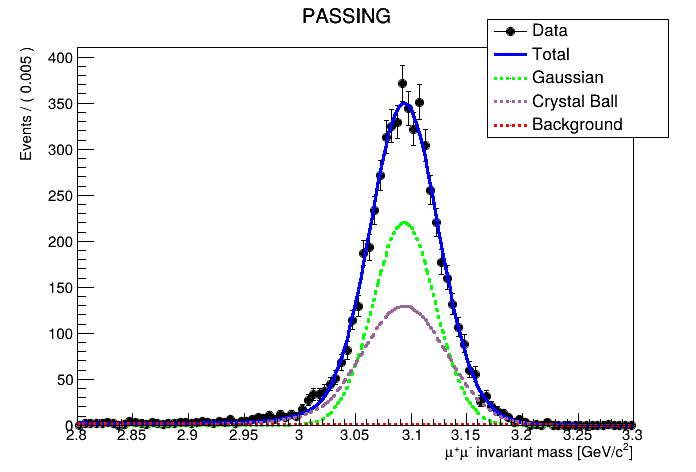 PASSING
Data
Total
Gaussian
Crystal Ball
Background
Events / ( 0.005 )
400
350
300
250
200
150
100
50
0
2.8 2.85 2.9 2.95 3 3.05 3.1 3.15 3.2 3.25 3.3
μ⁺μ⁻ invariant mass [GeV/c²]